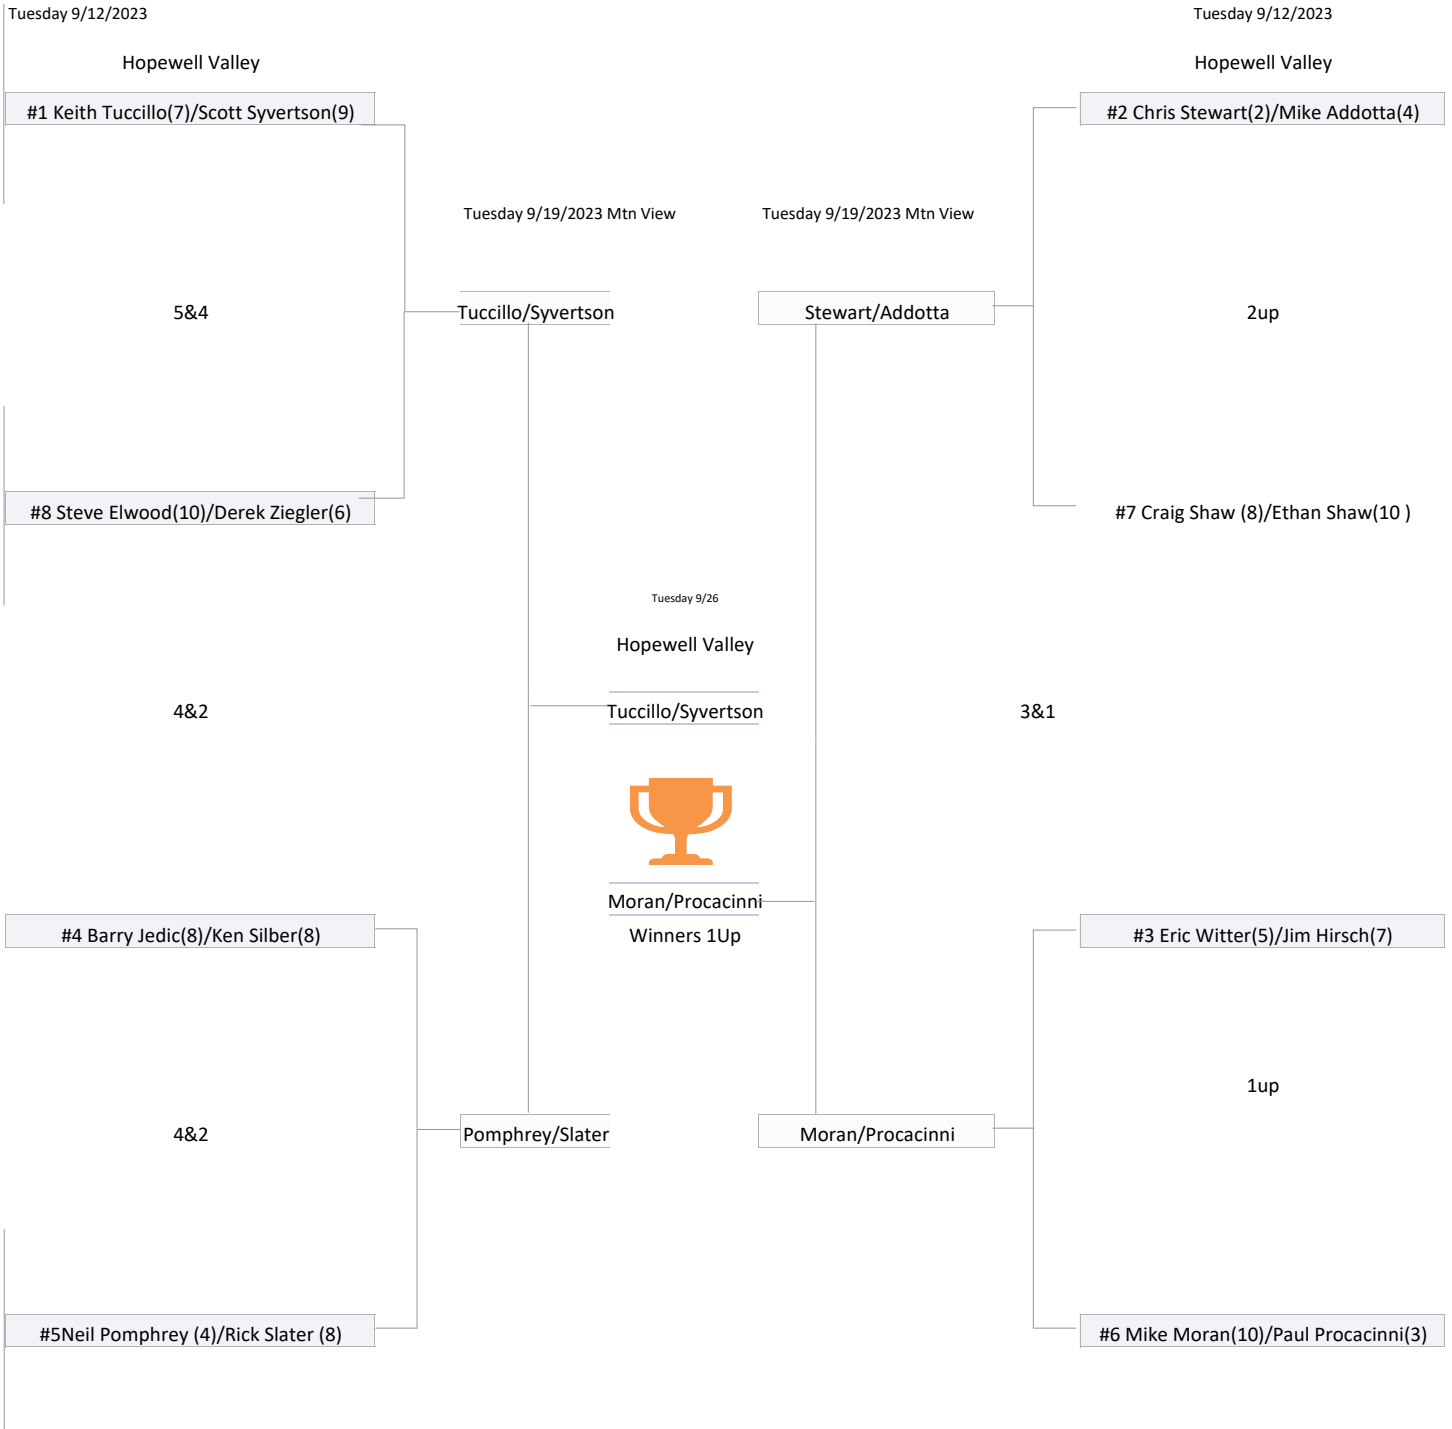 Tuesday 9/12/2023
Tuesday 9/12/2023
Hopewell Valley
Hopewell Valley
#1 Keith Tuccillo(7)/Scott Syvertson(9)
#2 Chris Stewart(2)/Mike Addotta(4)
Tuesday 9/19/2023 Mtn View
Tuesday 9/19/2023 Mtn View
5&4
Tuccillo/Syvertson
Stewart/Addotta
2up
#8 Steve Elwood(10)/Derek Ziegler(6)
#7 Craig Shaw (8)/Ethan Shaw(10 )
Tuesday 9/26
Hopewell Valley
4&2
Tuccillo/Syvertson
3&1
Moran/Procacinni
#4 Barry Jedic(8)/Ken Silber(8)
Winners 1Up
#3 Eric Witter(5)/Jim Hirsch(7)
1up
4&2
Pomphrey/Slater
Moran/Procacinni
#5Neil Pomphrey (4)/Rick Slater (8)
#6 Mike Moran(10)/Paul Procacinni(3)